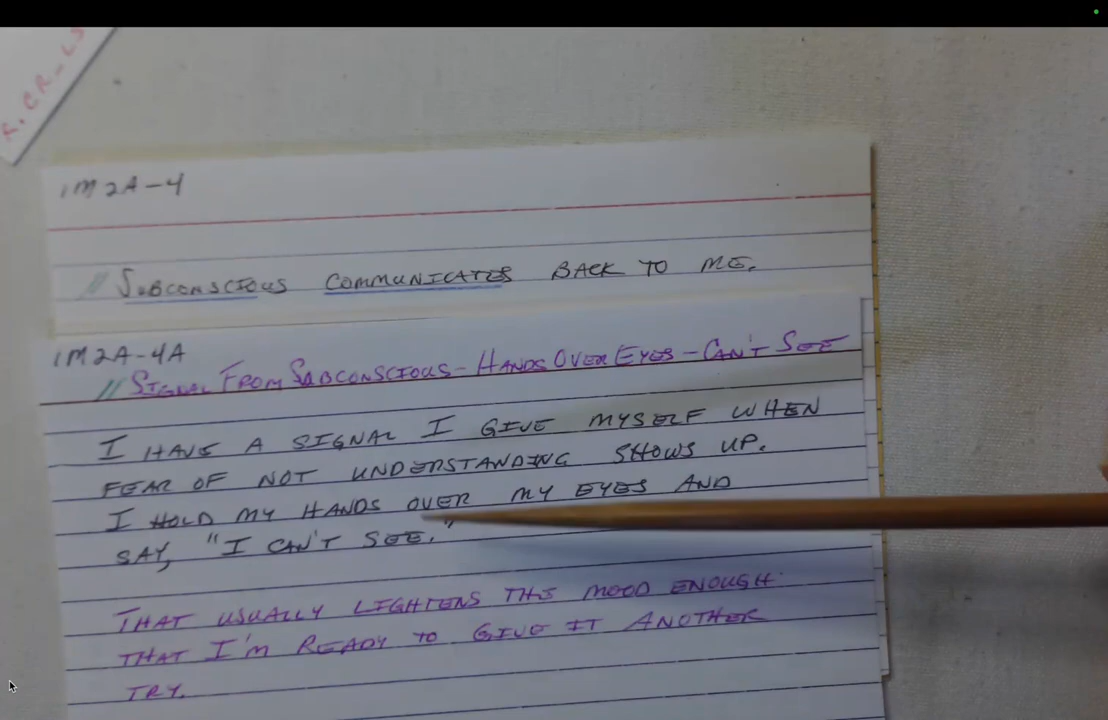 1M2A-4
// SUBCONSCIOUS COMMUNICATES BACK TO ME.
1M2A-4A
// SIGNAL FROM SUBCONSCIOUS - HANDS OVER EYES - CAN'T SEE
I HAVE A SIGNAL I GIVE MYSELF WHEN
FEAR OF NOT UNDERSTANDING SHOWS UP.
I HOLD MY HANDS OVER MY EYES AND
SAY, "I CAN'T SEE."
THAT USUALLY LIGHTENS THE MOOD ENOUGH
THAT I'M READY TO GIVE IT ANOTHER
TRY.